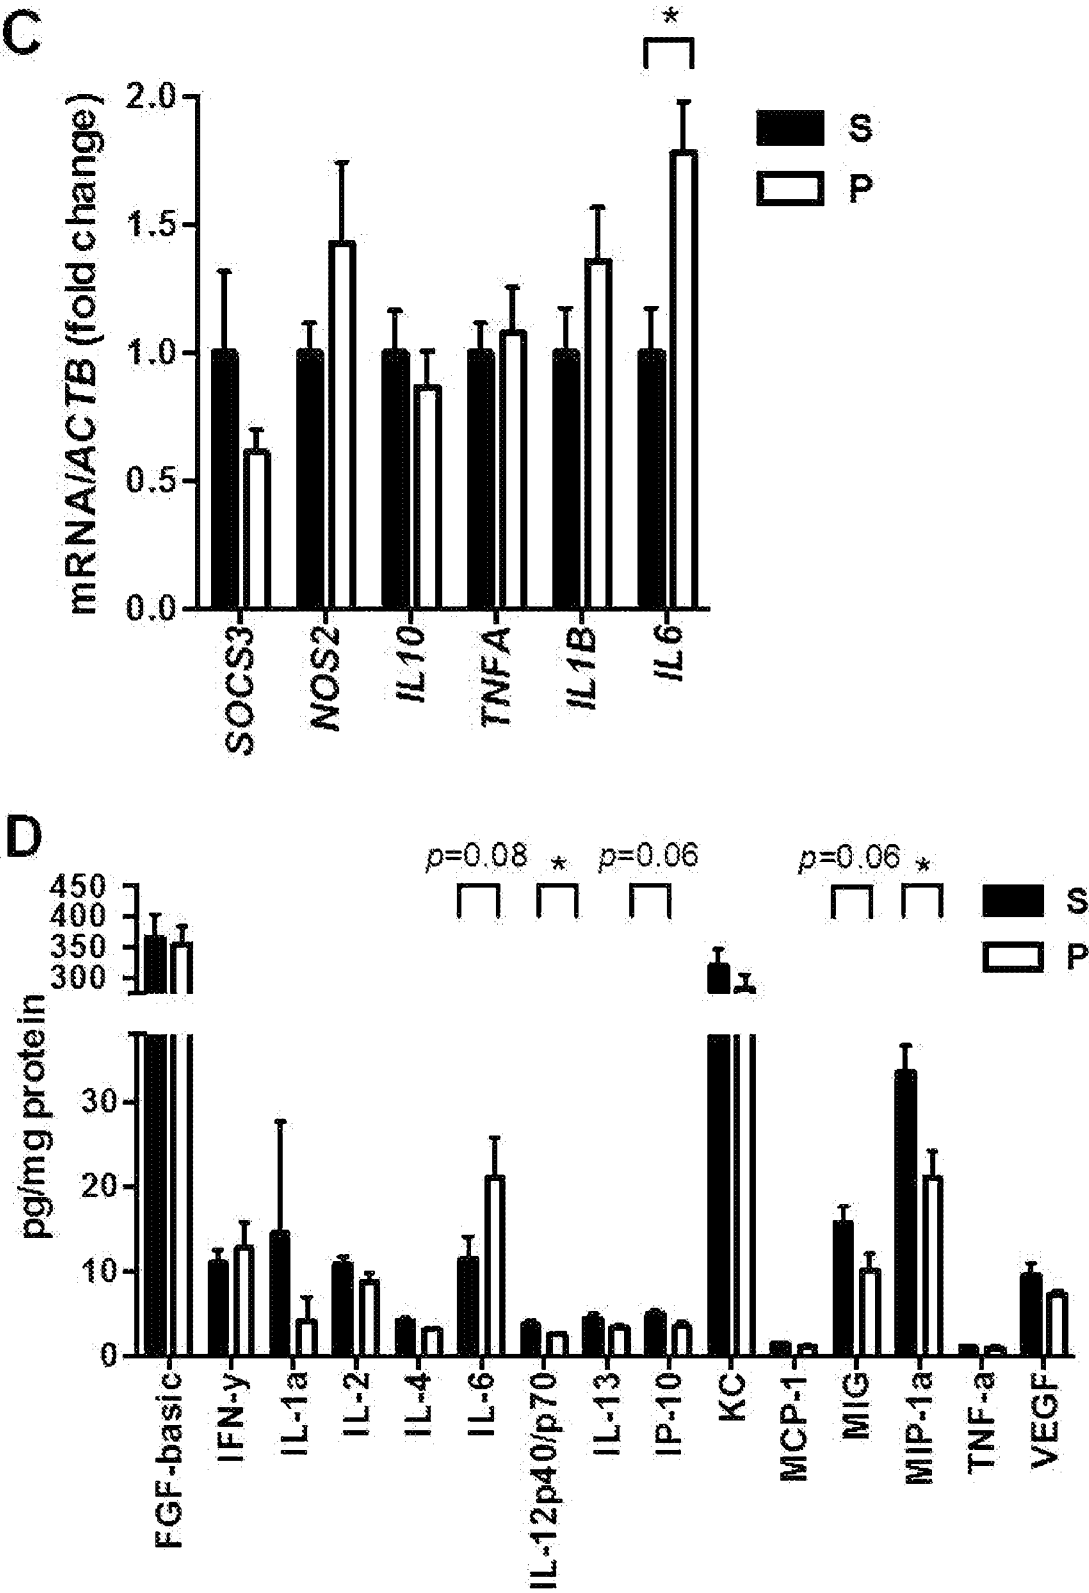 C
*
mRNA/ACTB (fold change)
2.0
1.5
1.0
0.5
0.0
S
P
SOCS3
NOS2
IL10
TNFA
IL1B
IL6
D
p=0.08
*
p=0.06
p=0.06
*
pg/mg protein
450
400
350
300
30
20
10
0
S
P
FGF-basic
IFN-y
IL-1a
IL-2
IL-4
IL-6
IL-12p40/p70
IL-13
IP-10
KC
MCP-1
MIG
MIP-1a
TNF-a
VEGF